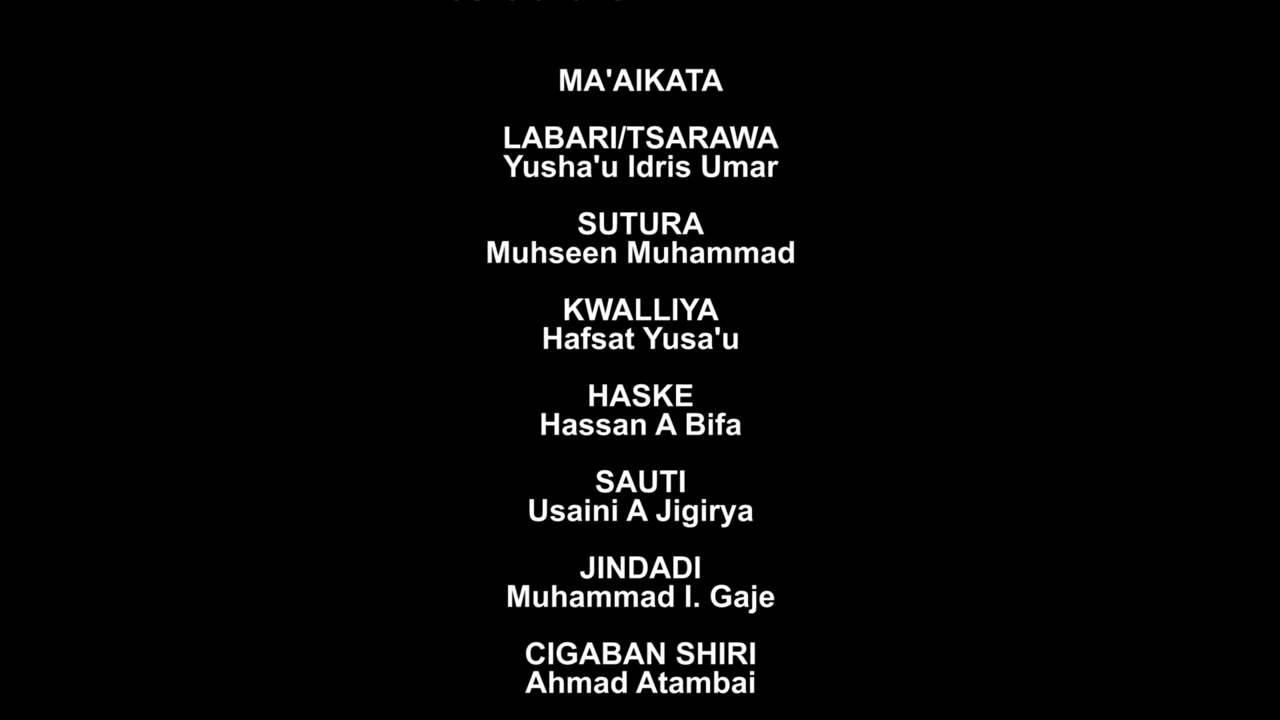 MA'AIKATA
LABARI/TSARAWA
Yusha'u Idris Umar
SUTURA
Muhseen Muhammad
KWALLIYA
Hafsat Yusa'u
HASKE
Hassan A Bifa
SAUTI
Usaini A Jigirya
JINDADI
Muhammad I. Gaje
CIGABAN SHIRI
Ahmad Atambai